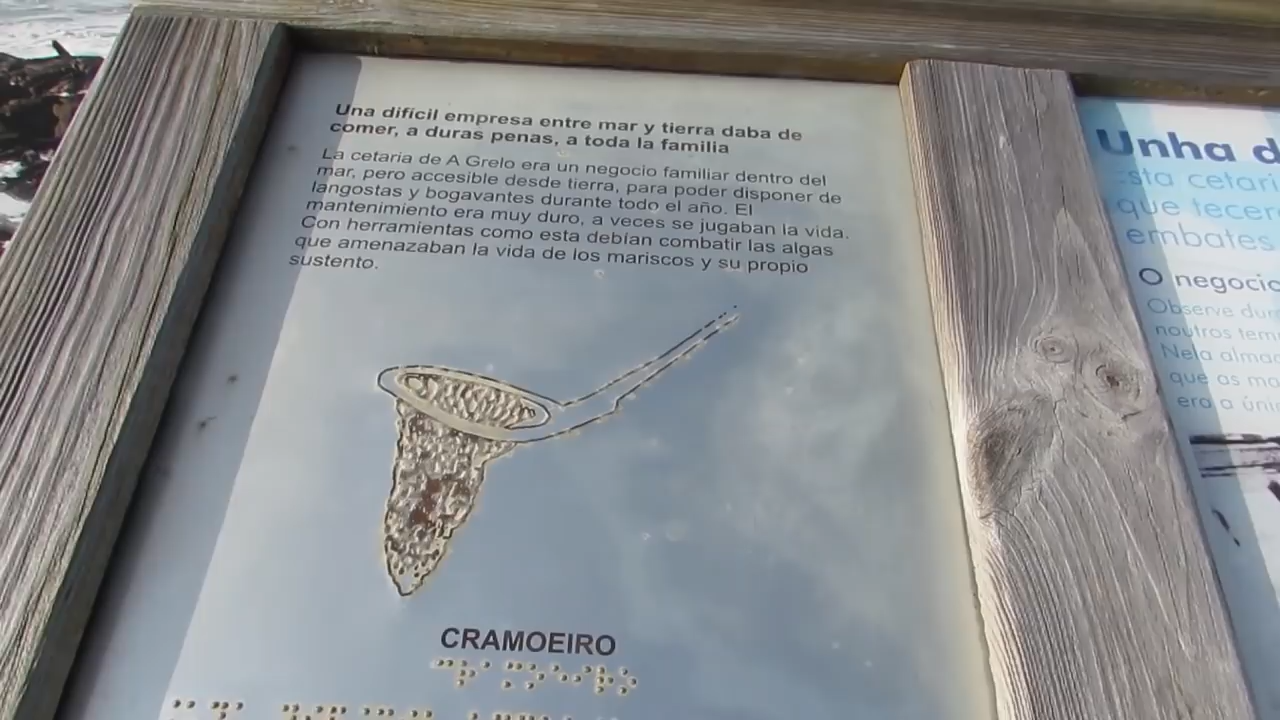 Una difícil empresa entre mar y tierra daba de
comer, a duras penas, a toda la familia
La cetaria de A Grelo era un negocio familiar dentro del
mar, pero accesible desde tierra, para poder disponer de
langostas y bogavantes durante todo el año. El
mantenimiento era muy duro, a veces se jugaban la vida.
Con herramientas como esta debían combatir las algas
que amenazaban la vida de los mariscos y su propio
sustento.
CRAMOEIRO
Unha d
sta cetari
que tecer
embates
O negocio
Observe dur
noutros tem
Nela alma
que as ma
era a úni